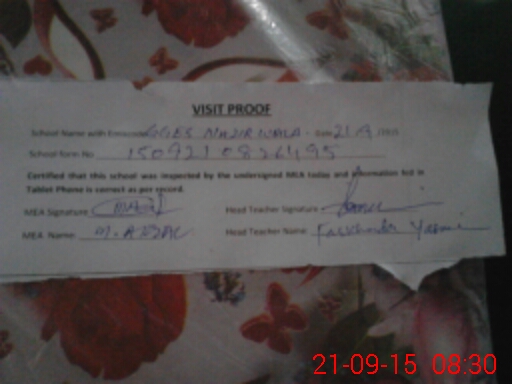 VISIT PROOF
School Name with Emiscode GGES NAZIR WALA - Date 21/9/2015
School form No 1509210826495
Certified that this school was inspected by the undersigned MEA today and information fed in
Tablet Phone is correct as per record.
MEA Signature Head Teacher Signature
MEA Name: M. AFZAL Head Teacher Name:
21-09-15 08:30